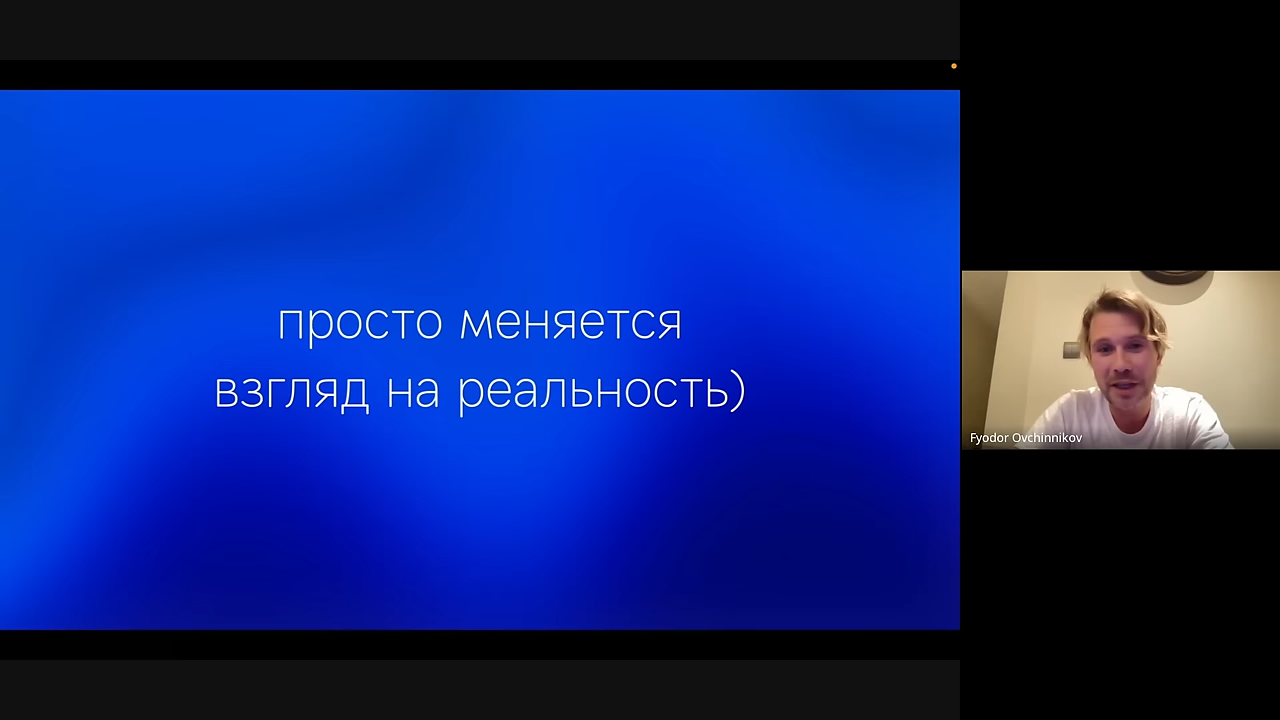 просто меняется
взгляд на реальность)
Fyodor Ovchinnikov